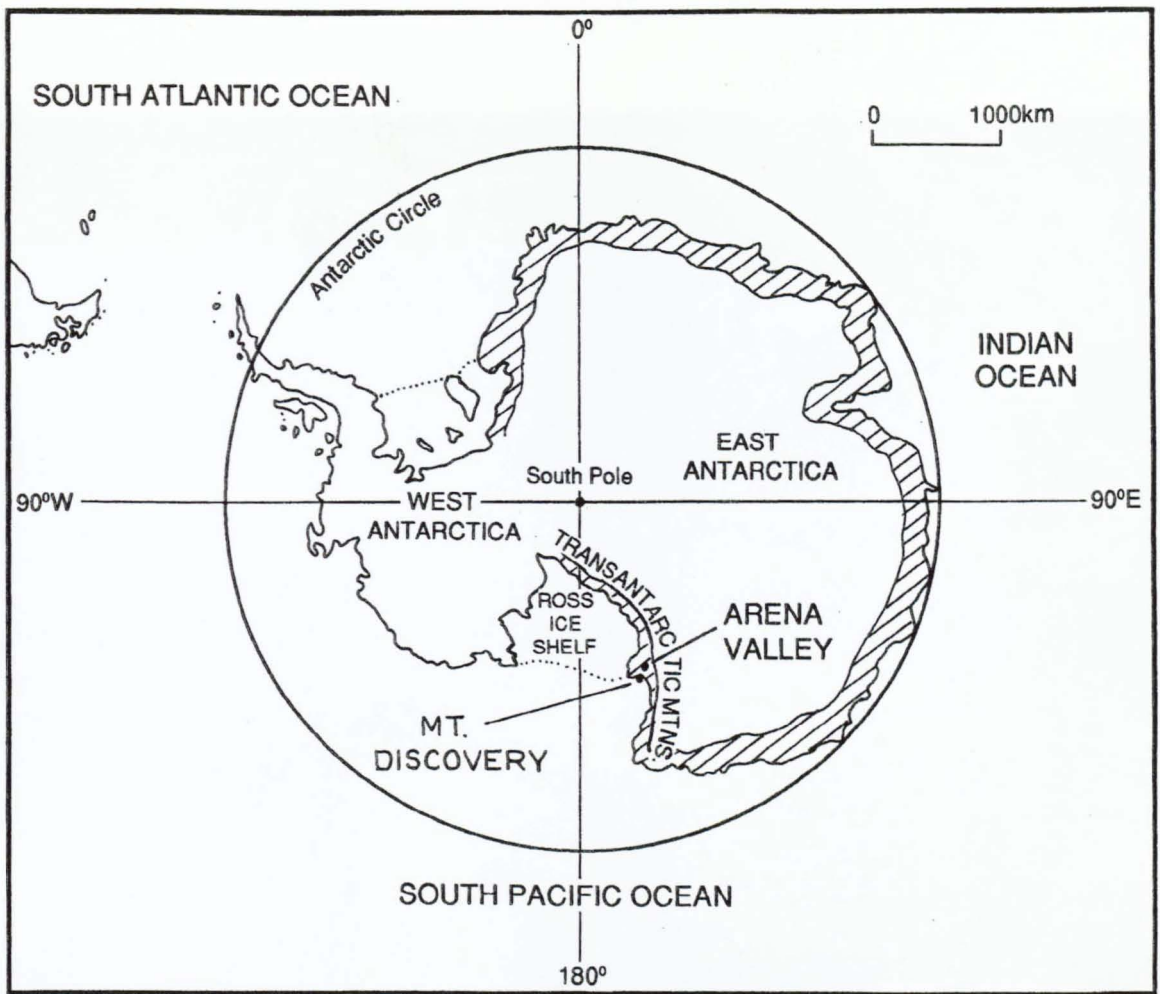 0°
SOUTH ATLANTIC OCEAN
0 1000km
Antarctic Circle
INDIAN
OCEAN
EAST
ANTARCTICA
South Pole
90°W
WEST
ANTARCTICA
90°E
TRANSANTARCTIC MTNS.
ROSS
ICE
SHELF
ARENA
VALLEY
MT.
DISCOVERY
SOUTH PACIFIC OCEAN
180°